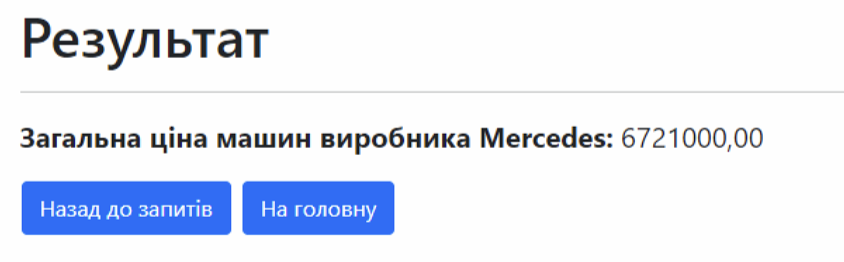 Результат
Загальна ціна машин виробника Mercedes: 6721000,00
Назад до запитів На головну